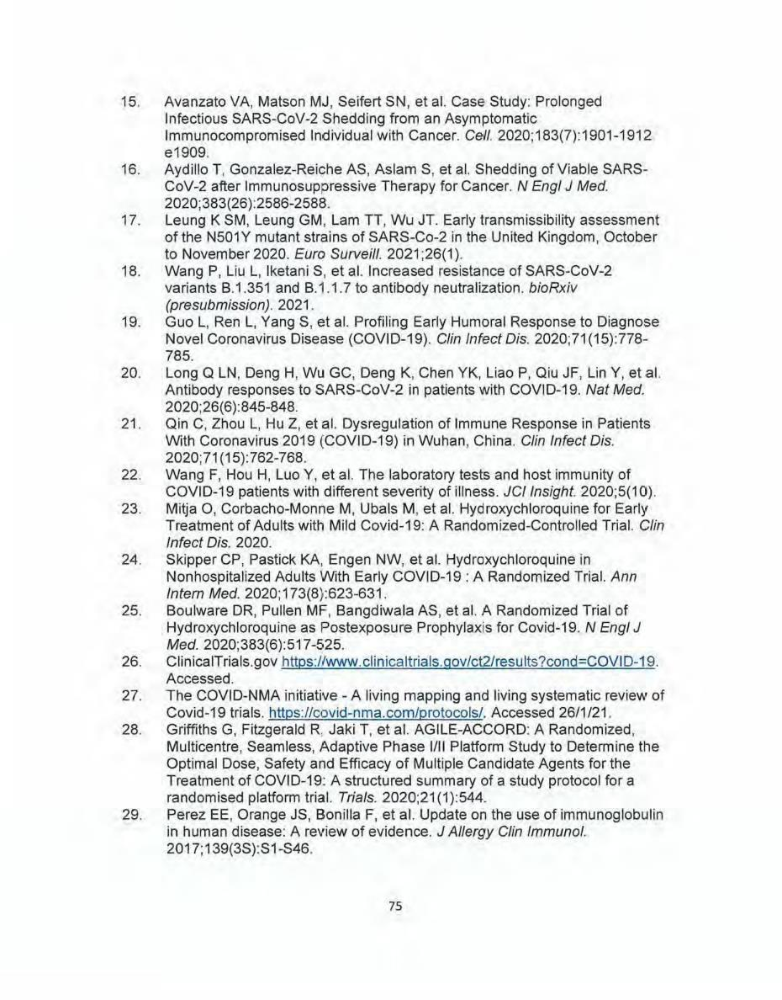 15. Avanzato VA, Matson MJ, Seifert SN, et al. Case Study: Prolonged
Infectious SARS-CoV-2 Shedding from an Asymptomatic
Immunocompromised Individual with Cancer. Cell. 2020;183(7):1901-1912
e1909.
16. Aydillo T, Gonzalez-Reiche AS, Aslam S, et al. Shedding of Viable SARS-
CoV-2 after Immunosuppressive Therapy for Cancer. N Engl J Med.
2020;383(26):2586-2588.
17. Leung K SM, Leung GM, Lam TT, Wu JT. Early transmissibility assessment
of the N501Y mutant strains of SARS-Co-2 in the United Kingdom, October
to November 2020. Euro Surveill. 2021;26(1).
18. Wang P, Liu L, Iketani S, et al. Increased resistance of SARS-CoV-2
variants B.1.351 and B.1.1.7 to antibody neutralization. bioRxiv
(presubmission). 2021.
19. Guo L, Ren L, Yang S, et al. Profiling Early Humoral Response to Diagnose
Novel Coronavirus Disease (COVID-19). Clin Infect Dis. 2020;71(15):778-
785.
20. Long Q LN, Deng H, Wu GC, Deng K, Chen YK, Liao P, Qiu JF, Lin Y, et al.
Antibody responses to SARS-CoV-2 in patients with COVID-19. Nat Med.
2020;26(6):845-848.
21. Qin C, Zhou L, Hu Z, et al. Dysregulation of Immune Response in Patients
With Coronavirus 2019 (COVID-19) in Wuhan, China. Clin Infect Dis.
2020;71(15):762-768.
22. Wang F, Hou H, Luo Y, et al. The laboratory tests and host immunity of
COVID-19 patients with different severity of illness. JCI Insight. 2020;5(10).
23. Mitja O, Corbacho-Monne M, Ubals M, et al. Hydroxychloroquine for Early
Treatment of Adults with Mild Covid-19: A Randomized-Controlled Trial. Clin
Infect Dis. 2020.
24. Skipper CP, Pastick KA, Engen NW, et al. Hydroxychloroquine in
Nonhospitalized Adults With Early COVID-19 : A Randomized Trial. Ann
Intern Med. 2020;173(8):623-631.
25. Boulware DR, Pullen MF, Bangdiwala AS, et al. A Randomized Trial of
Hydroxychloroquine as Postexposure Prophylaxis for Covid-19. N Engl J
Med. 2020;383(6):517-525.
26. ClinicalTrials.gov https://www.clinicaltrials.gov/ct2/results?cond=COVID-19.
Accessed.
27. The COVID-NMA initiative - A living mapping and living systematic review of
Covid-19 trials. https://covid-nma.com/protocols/. Accessed 26/1/21.
28. Griffiths G, Fitzgerald R, Jaki T, et al. AGILE-ACCORD: A Randomized,
Multicentre, Seamless, Adaptive Phase I/II Platform Study to Determine the
Optimal Dose, Safety and Efficacy of Multiple Candidate Agents for the
Treatment of COVID-19: A structured summary of a study protocol for a
randomised platform trial. Trials. 2020;21(1):544.
29. Perez EE, Orange JS, Bonilla F, et al. Update on the use of immunoglobulin
in human disease: A review of evidence. J Allergy Clin Immunol.
2017;139(3S):S1-S46.
75